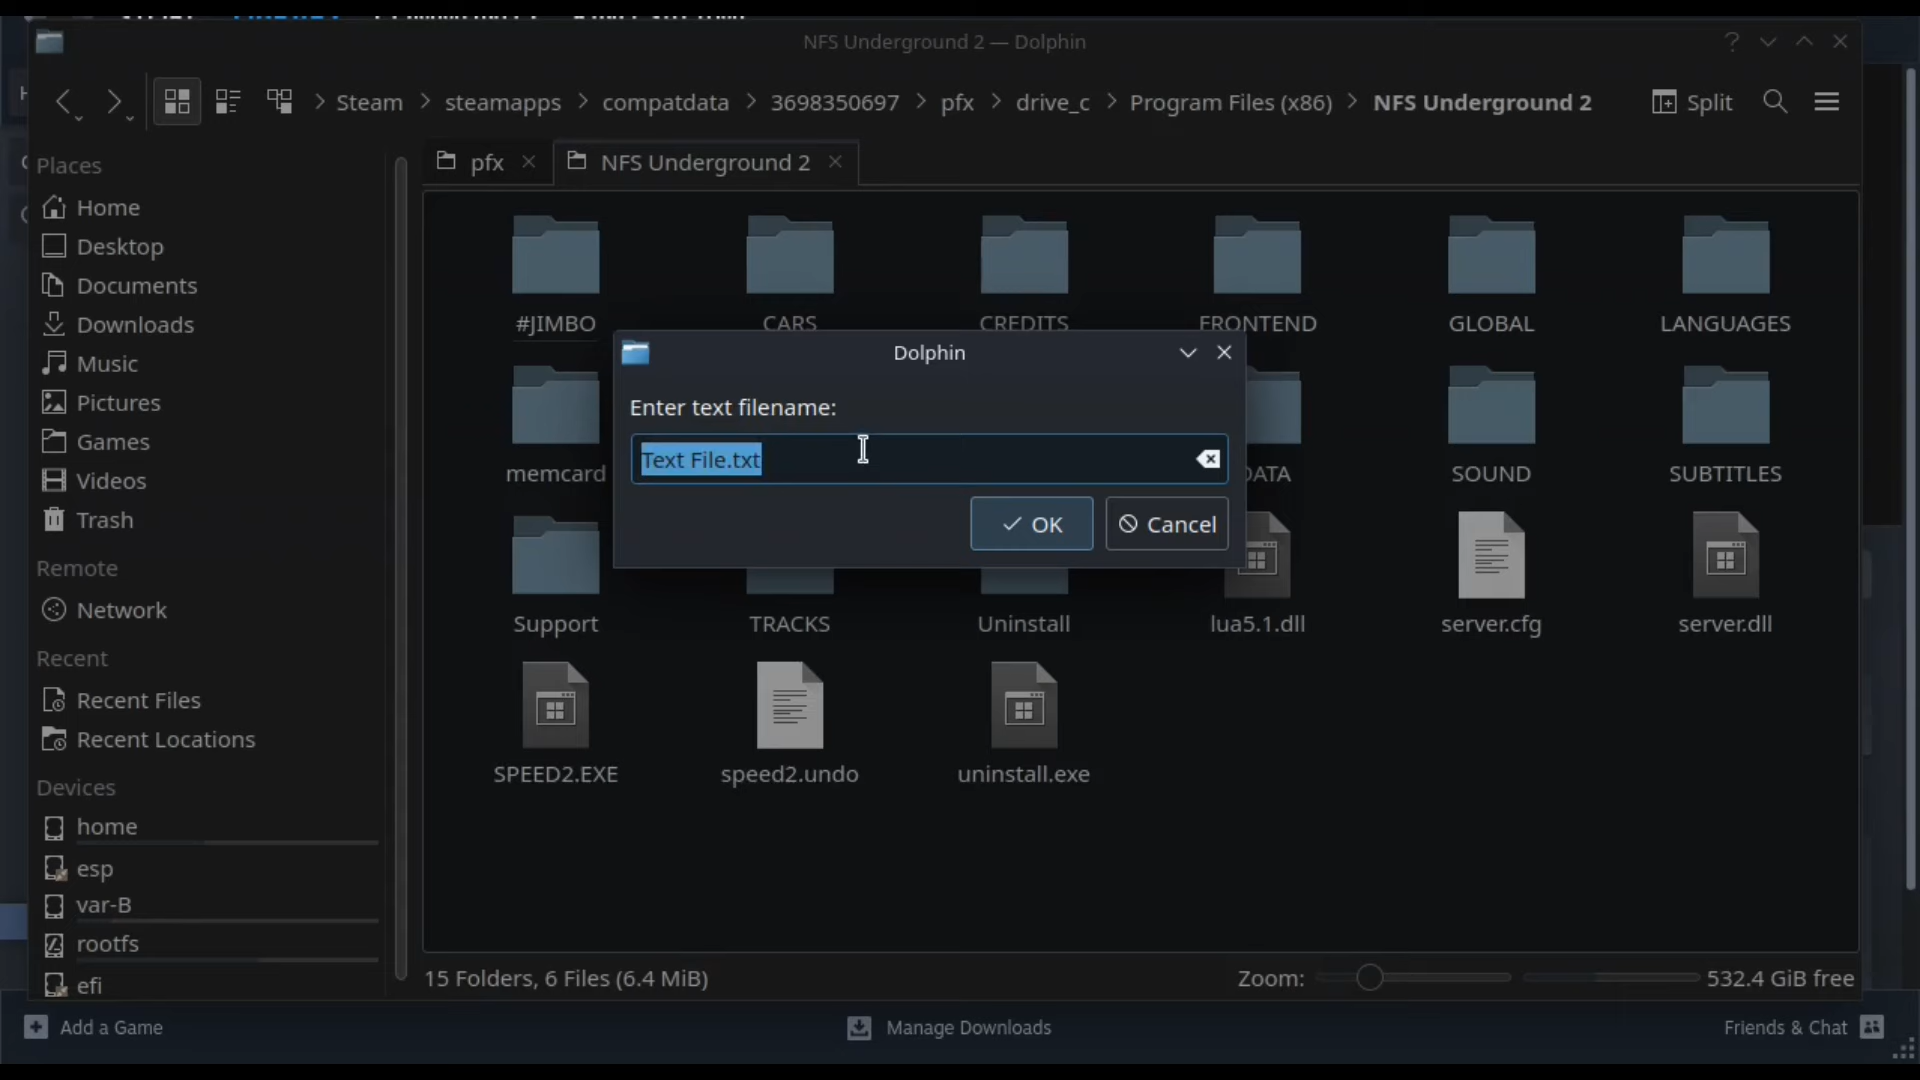 NFS Underground 2 — Dolphin
Steam steamapps compatdata 3698350697 pfx drive_c Program Files (x86) NFS Underground 2 Split
pfx NFS Underground 2
Places
Home
Desktop
Documents
Downloads
Music
Pictures
Games
Videos
Trash
Remote
Network
Recent
Recent Files
Recent Locations
Devices
home
esp
var-B
rootfs
efi
#JIMBO CARS CREDITS FRONTEND GLOBAL LANGUAGES
memcard DATA SOUND SUBTITLES
Support TRACKS Uninstall lua5.1.dll server.cfg server.dll
SPEED2.EXE speed2.undo uninstall.exe
Dolphin
Enter text filename:
Text File.txt
OK Cancel
15 Folders, 6 Files (6.4 MiB) Zoom: 532.4 GiB free
Add a Game Manage Downloads Friends & Chat